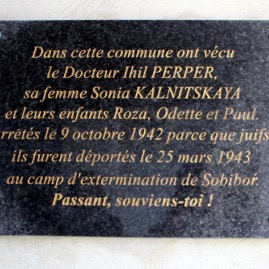 Dans cette commune ont vécu
le Docteur Ihil PERPER,
sa femme Sonia KALNITSKAYA
et leurs enfants Roza, Odette et Paul.
rrêtés le 9 octobre 1942 parce que juifs
ils furent déportés le 25 mars 1943
au camp d'extermination de Sobibor.
Passant, souviens-toi !